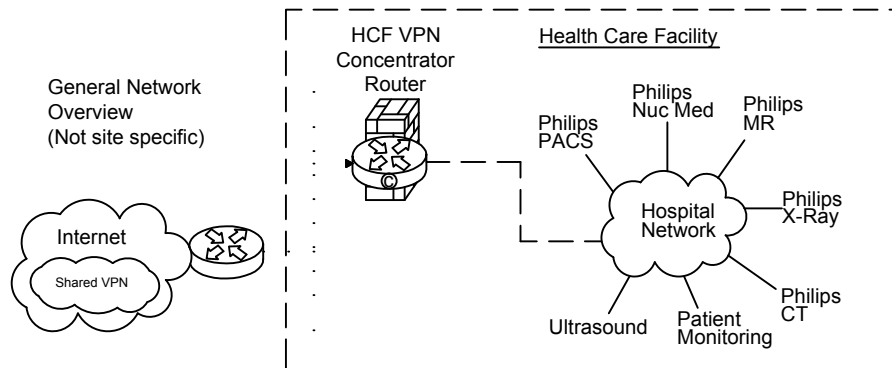 General Network
Overview
(Not site specific)
Internet
Shared VPN
HCF VPN
Concentrator
Router
C
Health Care Facility
Philips
PACS
Philips
Nuc Med
Philips
MR
Hospital
Network
Philips
X-Ray
Philips
CT
Ultrasound
Patient
Monitoring